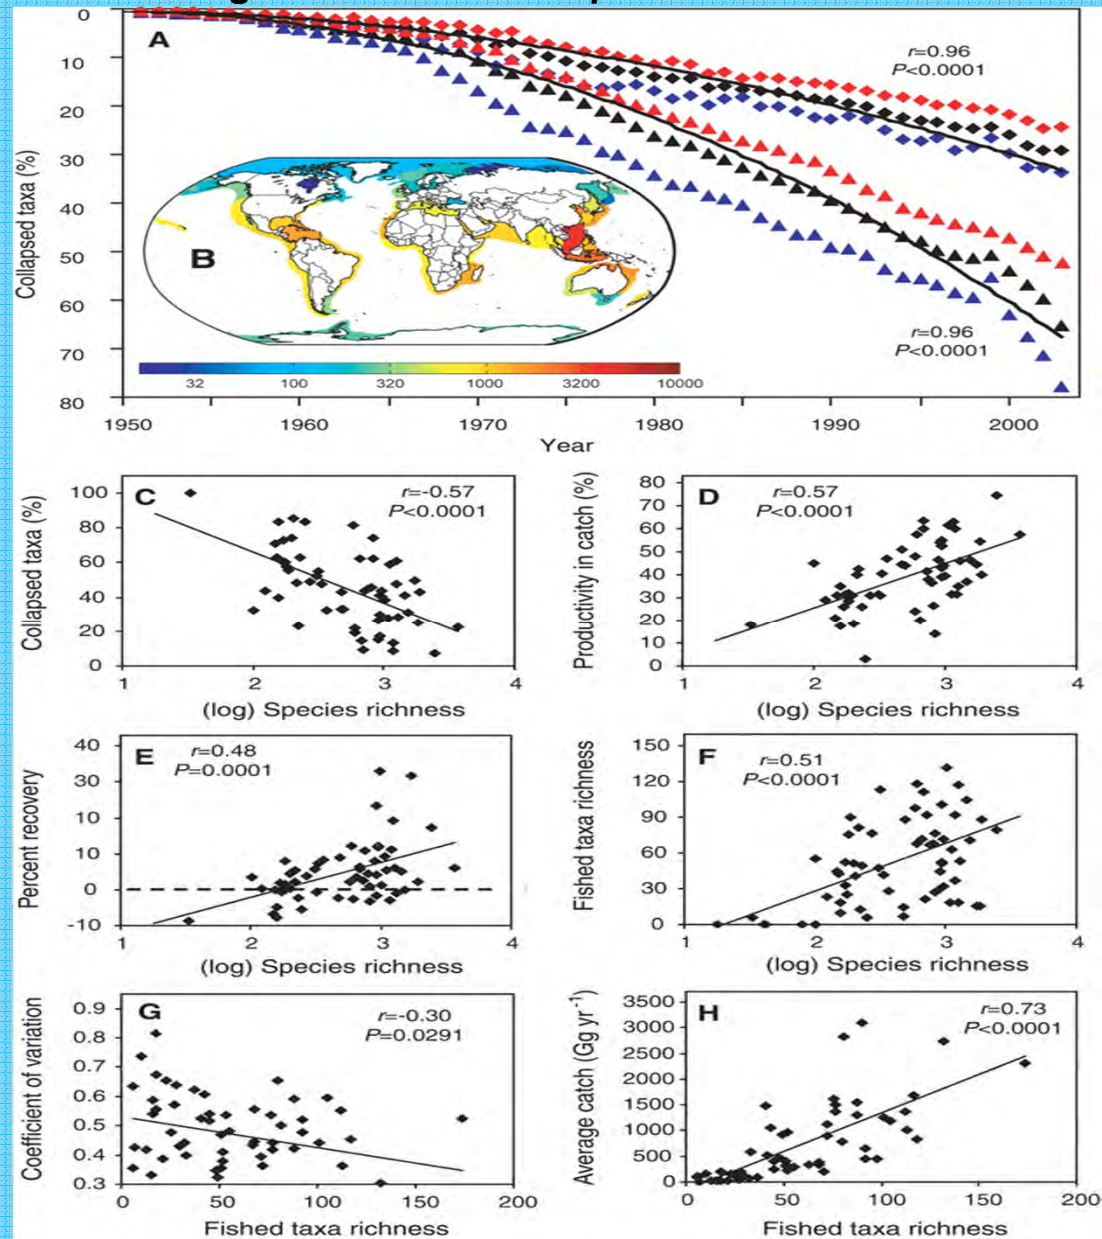 A
r=0.96
P<0.0001
B
r=0.96
P<0.0001
32 100 320 1000 3200 10000
Collapsed taxa (%)
0
10
20
30
40
50
60
70
80
1950 1960 1970 1980 1990 2000
Year
C
r=-0.57
P<0.0001
Collapsed taxa (%)
100
80
60
40
20
0
1 2 3 4
(log) Species richness
D
r=0.57
P<0.0001
Productivity in catch (%)
80
70
60
50
40
30
20
10
0
1 2 3 4
(log) Species richness
E
r=0.48
P=0.0001
Percent recovery
40
30
10
10
0
-10
1 2 3 4
(log) Species richness
F
r=0.51
P<0.0001
Fished taxa richness
150
120
90
60
30
0
1 2 3 4
(log) Species richness
G
r=-0.30
P=0.0291
Coefficient of variation
0.9
0.8
0.7
0.6
0.5
0.4
0.3
0 50 100 150 200
Fished taxa richness
H
r=0.73
P<0.0001
Average catch (Gg yr⁻¹)
3500
3000
2500
2000
1500
1000
500
0
50 100 150 200
Fished taxa richness